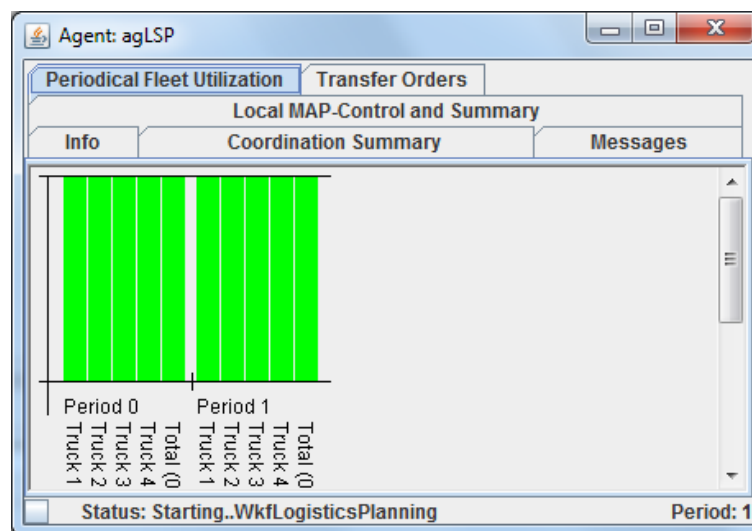 Agent: agLSP
Periodical Fleet Utilization Transfer Orders
Local MAP-Control and Summary
Info Coordination Summary Messages
Period 0 Period 1
Truck 1
Truck 2
Truck 3
Truck 4
Total (0
Truck 1
Truck 2
Truck 3
Truck 4
Total (0
Status: Starting..WkfLogisticsPlanning Period: 1